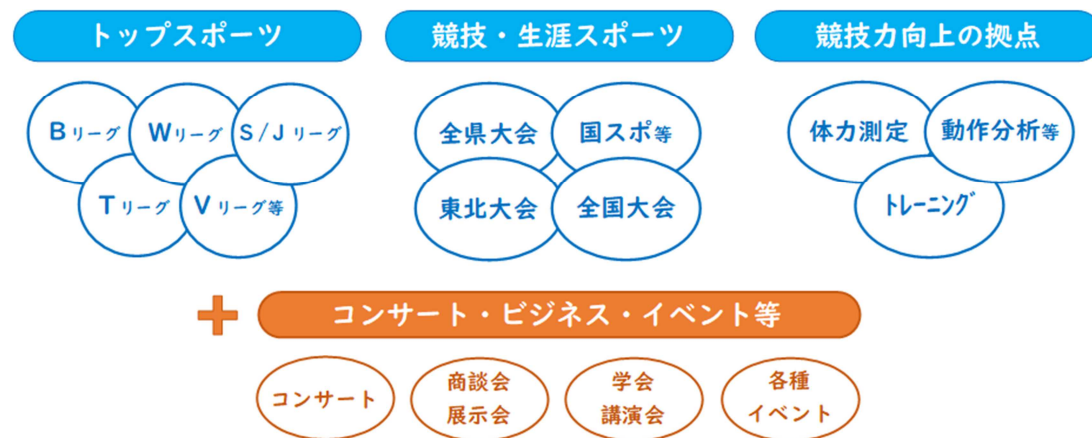 トップスポーツ
競技・生涯スポーツ
競技力向上の拠点
Bリーグ
Wリーグ
S/Jリーグ
Tリーグ
Vリーグ等
全県大会
国スポ等
東北大会
全国大会
体力測定
動作分析等
トレーニング
+
コンサート・ビジネス・イベント等
コンサート
商談会
展示会
学会
講演会
各種
イベント